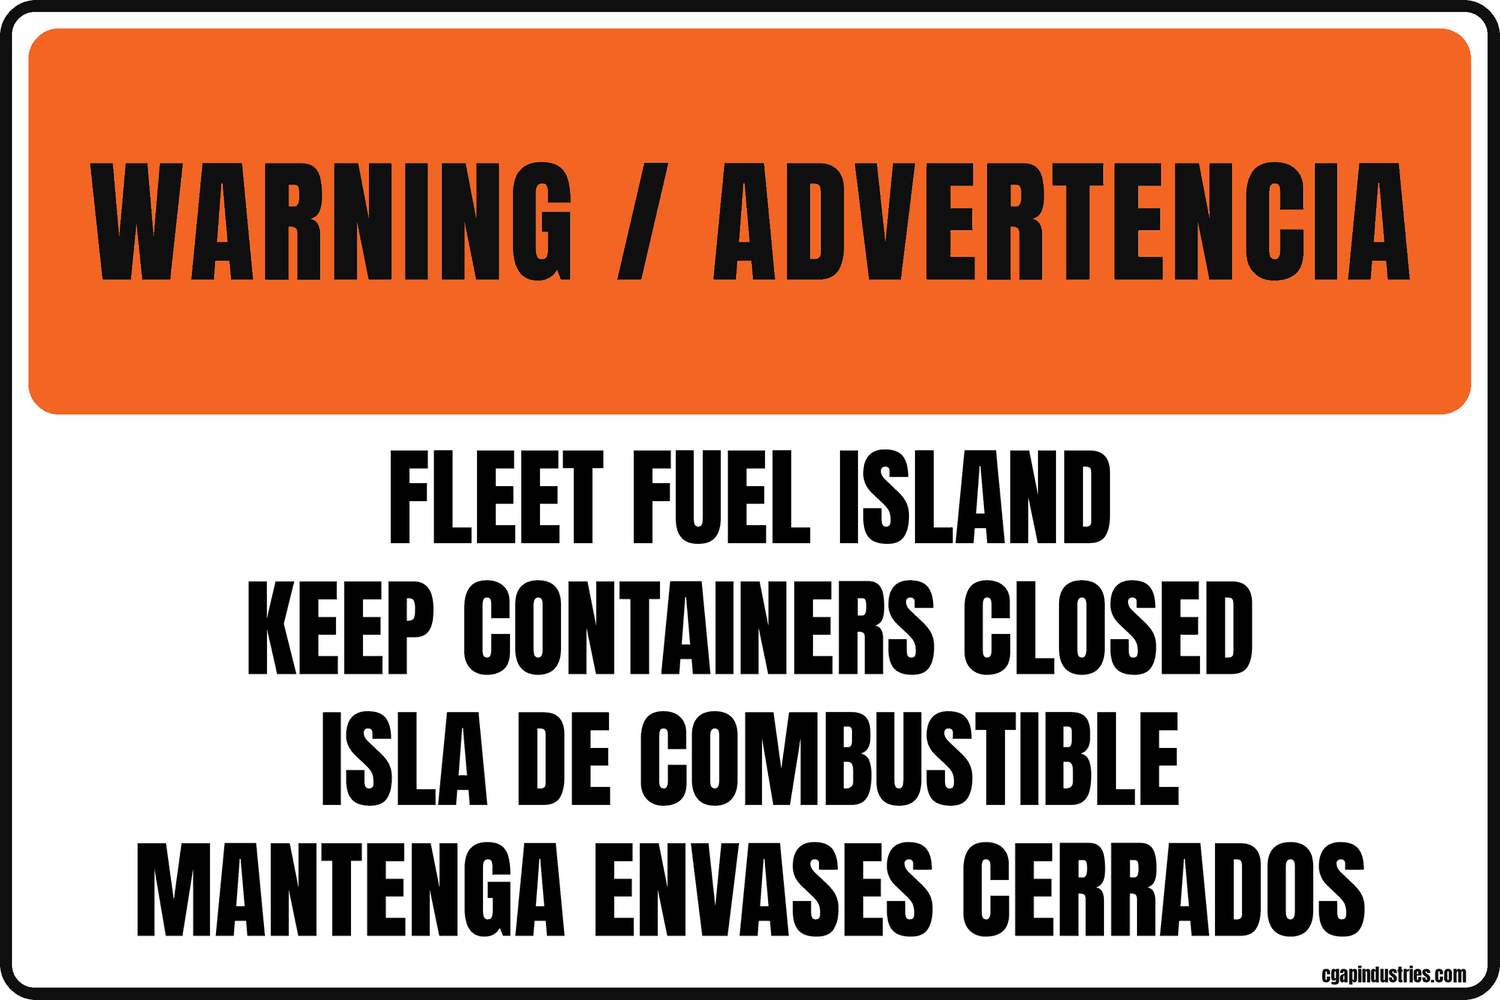 WARNING / ADVERTENCIA
FLEET FUEL ISLAND
KEEP CONTAINERS CLOSED
ISLA DE COMBUSTIBLE
MANTENGA ENVASES CERRADOS
cgapindustries.com